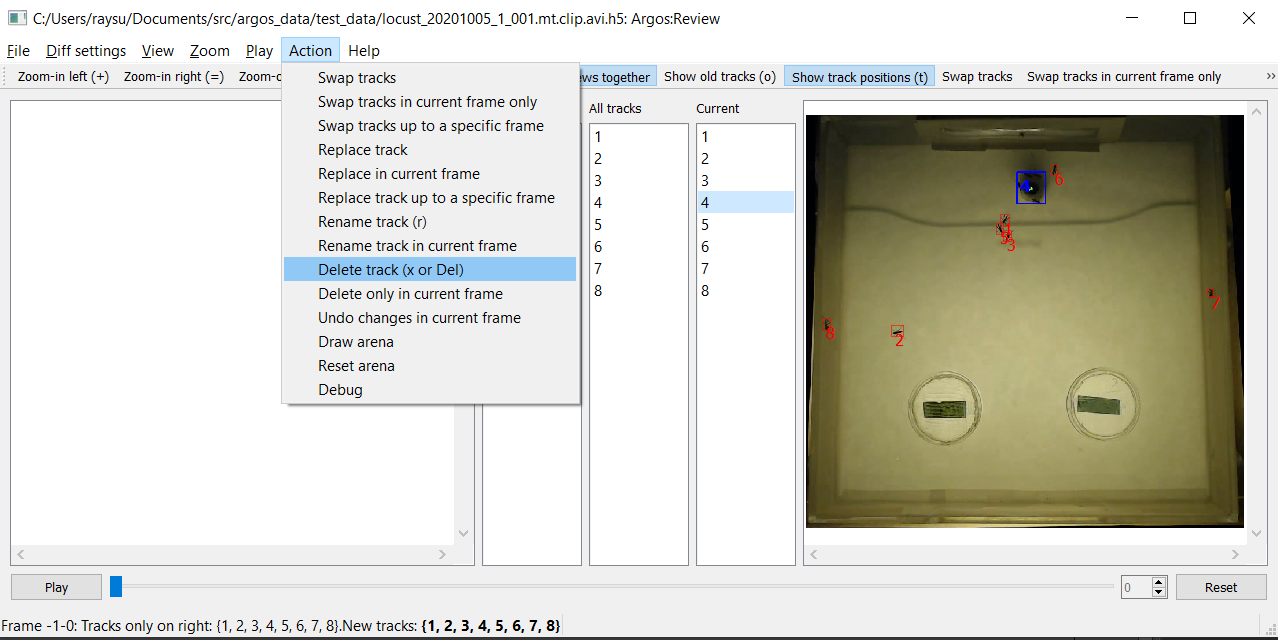 C:/Users/raysu/Documents/src/argos_data/test_data/locust_20201005_1_001.mt.clip.avi.h5: Argos:Review
File Diff settings View Zoom Play Action Help
Zoom-in left (+) Zoom-in right (=) Show old tracks (o) Show track positions (t) Swap tracks Swap tracks in current frame only »
together
Swap tracks
Swap tracks in current frame only
Swap tracks up to a specific frame
Replace track
Replace in current frame
Replace track up to a specific frame
Rename track (r)
Rename track in current frame
Delete track (x or Del)
Delete only in current frame
Undo changes in current frame
Draw arena
Reset arena
Debug
All tracks
1
2
3
4
5
6
7
8
Current
1
2
3
4
5
6
7
8
4
6
3
7
8
2
Play
0
Reset
Frame -1-0: Tracks only on right: {1, 2, 3, 4, 5, 6, 7, 8}.New tracks: {1, 2, 3, 4, 5, 6, 7, 8}